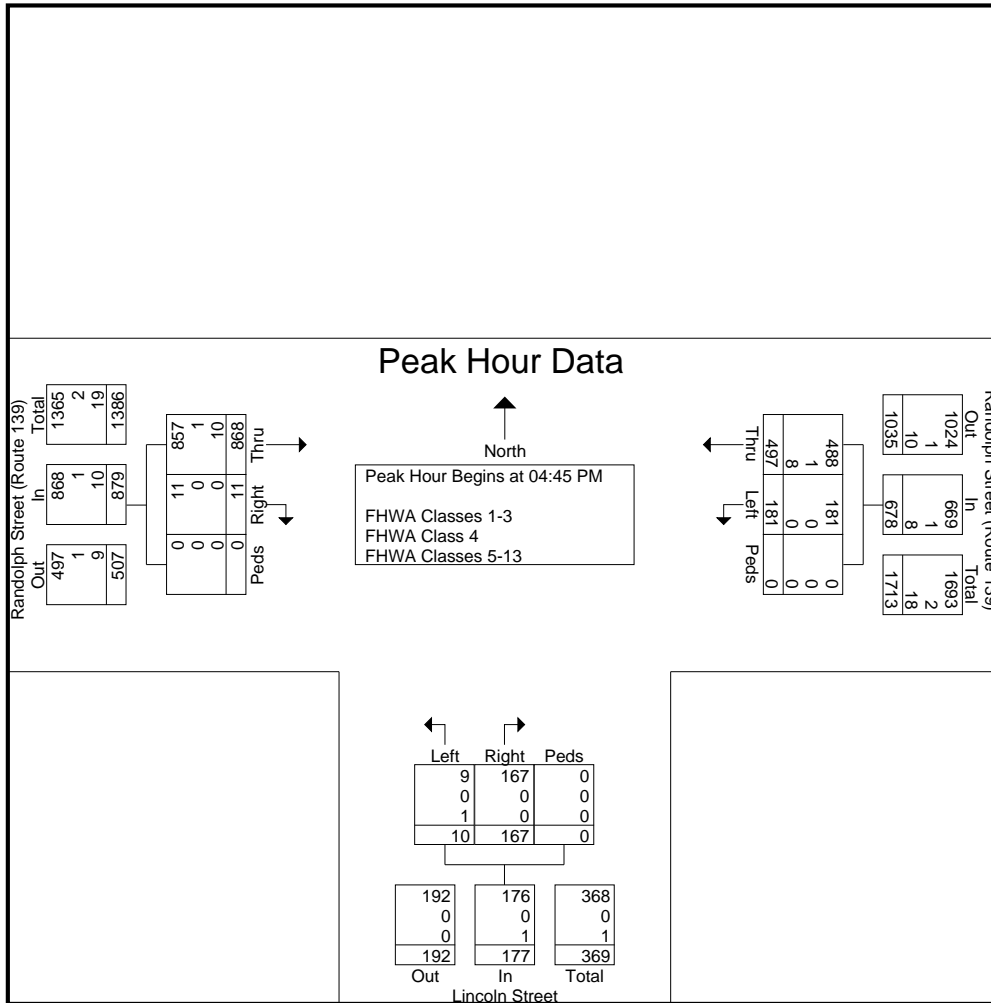 Peak Hour Data
North
Peak Hour Begins at 04:45 PM
FHWA Classes 1-3
FHWA Class 4
FHWA Classes 5-13
Randolph Street (Route 139)
Out In Total
497 868 1365
1 1 2
9 10 19
507 879 1386
0 11 857
0 0 1
0 0 10
0 11 868
Peds Right Thru
Randolph Street (Route 139)
Out In Total
1024 669 1693
1 1 2
10 8 18
1035 678 1713
488 181 0
1 0 0
8 0 0
497 181 0
Thru Left Peds
Left Right Peds
9 167 0
0 0 0
1 0 0
10 167 0
192 176 368
0 0 0
0 1 1
192 177 369
Out In Total
Lincoln Street